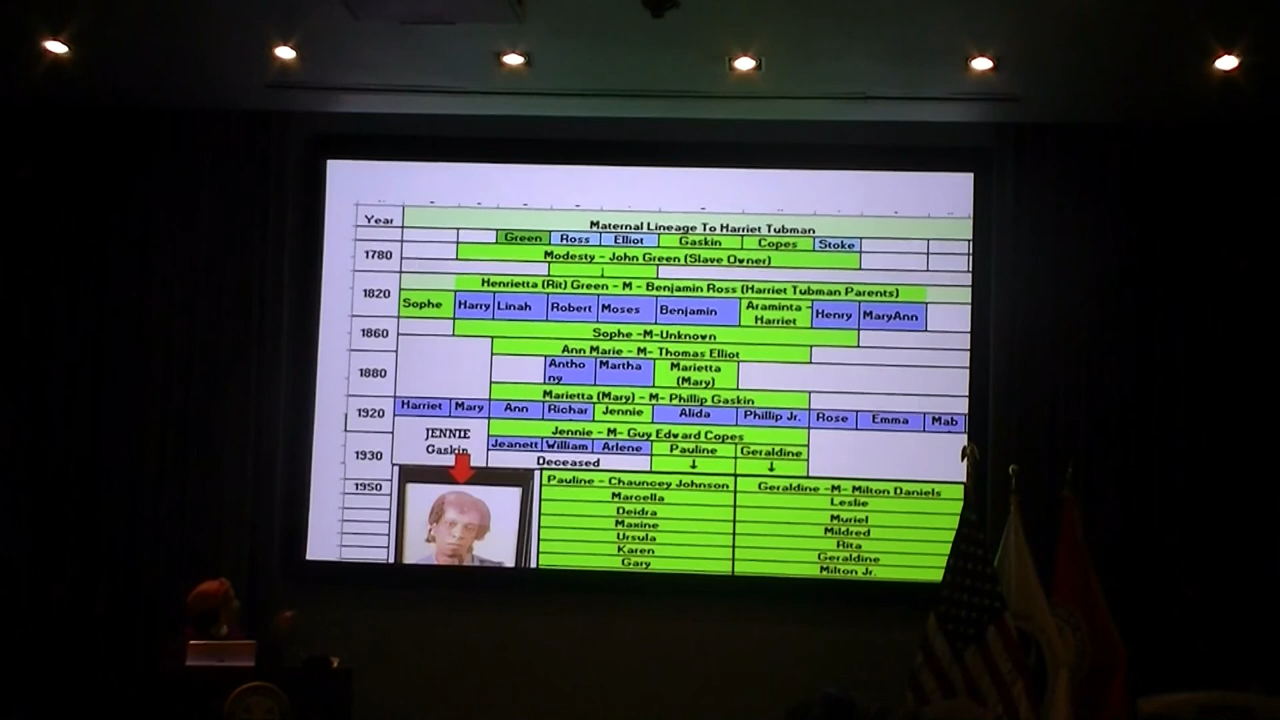 Year
Maternal Lineage To Harriet Tubman
Green Ross Elliot Gaskin Copes Stoke
1780 Modesty - John Green (Slave Owner)
↓
Henrietta (Rit) Green - M - Benjamin Ross (Harriet Tubman Parents)
1820
Sophe Harry Linah Robert Moses Benjamin Araminta - Harriet Henry MaryAnn
1860 Sophe -M-Unknown
Ann Marie - M- Thomas Elliot
1880 Anthony Martha Marietta (Mary)
Marietta (Mary) - M- Phillip Gaskin
1920 Harriet Mary Ann Richar Jennie Alida Phillip Jr. Rose Emma Mab
JENNIE Gaskin
Jennie - M- Guy Edward Copes
1930 Jeanett William Arlene Pauline Geraldine
Deceased ↓ ↓
1950 Pauline - Chauncey Johnson Geraldine -M- Milton Daniels
Marcella Leslie
Deidra Muriel
Maxine Mildred
Ursula Rita
Karen Geraldine
Gary Milton Jr.